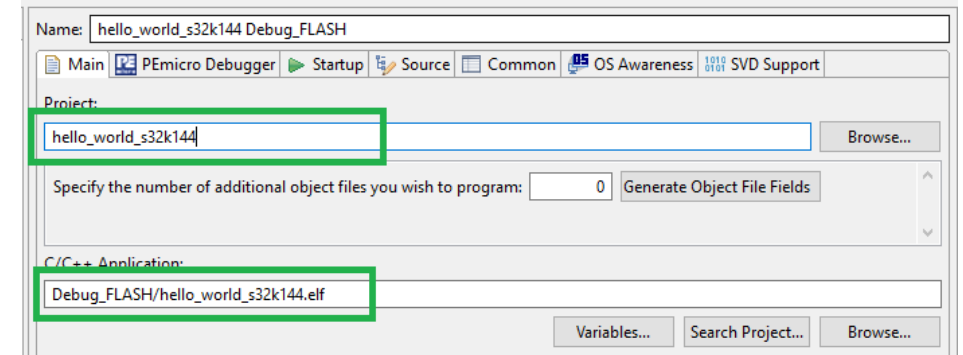 Name: hello_world_s32k144 Debug_FLASH
Main PEmicro Debugger Startup Source Common OS Awareness SVD Support
Project:
hello_world_s32k144 Browse...
Specify the number of additional object files you wish to program: 0 Generate Object File Fields
C/C++ Application:
Debug_FLASH/hello_world_s32k144.elf
Variables... Search Project... Browse...